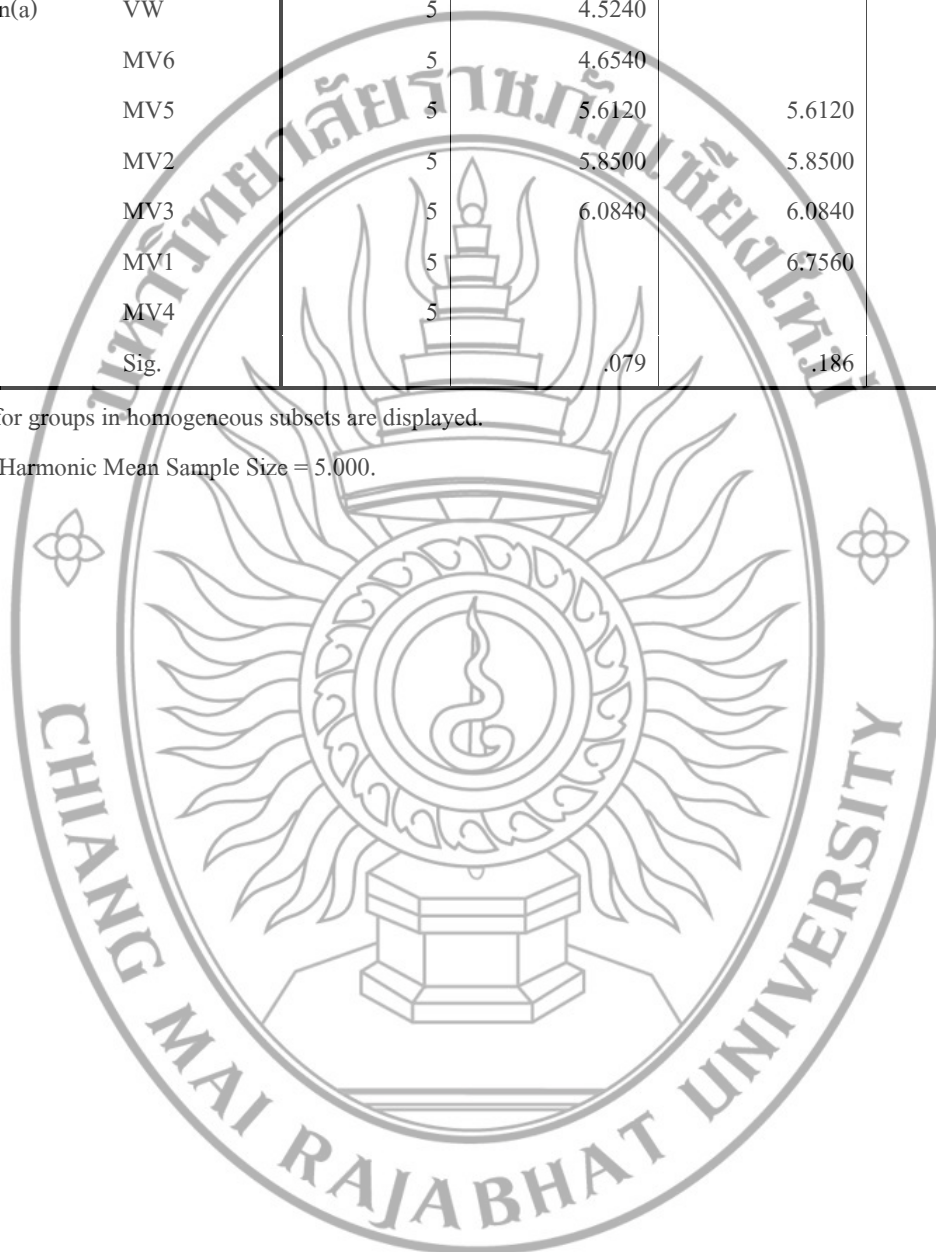 n(a) VW 5 4.5240
MV6 5 4.6540
MV5 5 5.6120 5.6120
MV2 5 5.8500 5.8500
MV3 5 6.0840 6.0840
MV1 5 6.7560
MV4 5
Sig. .079 .186
for groups in homogeneous subsets are displayed.
Harmonic Mean Sample Size = 5.000.
มหาวิทยาลัยราชภัฏเชียงใหม่
CHIANG MAI RAJABHAT UNIVERSITY